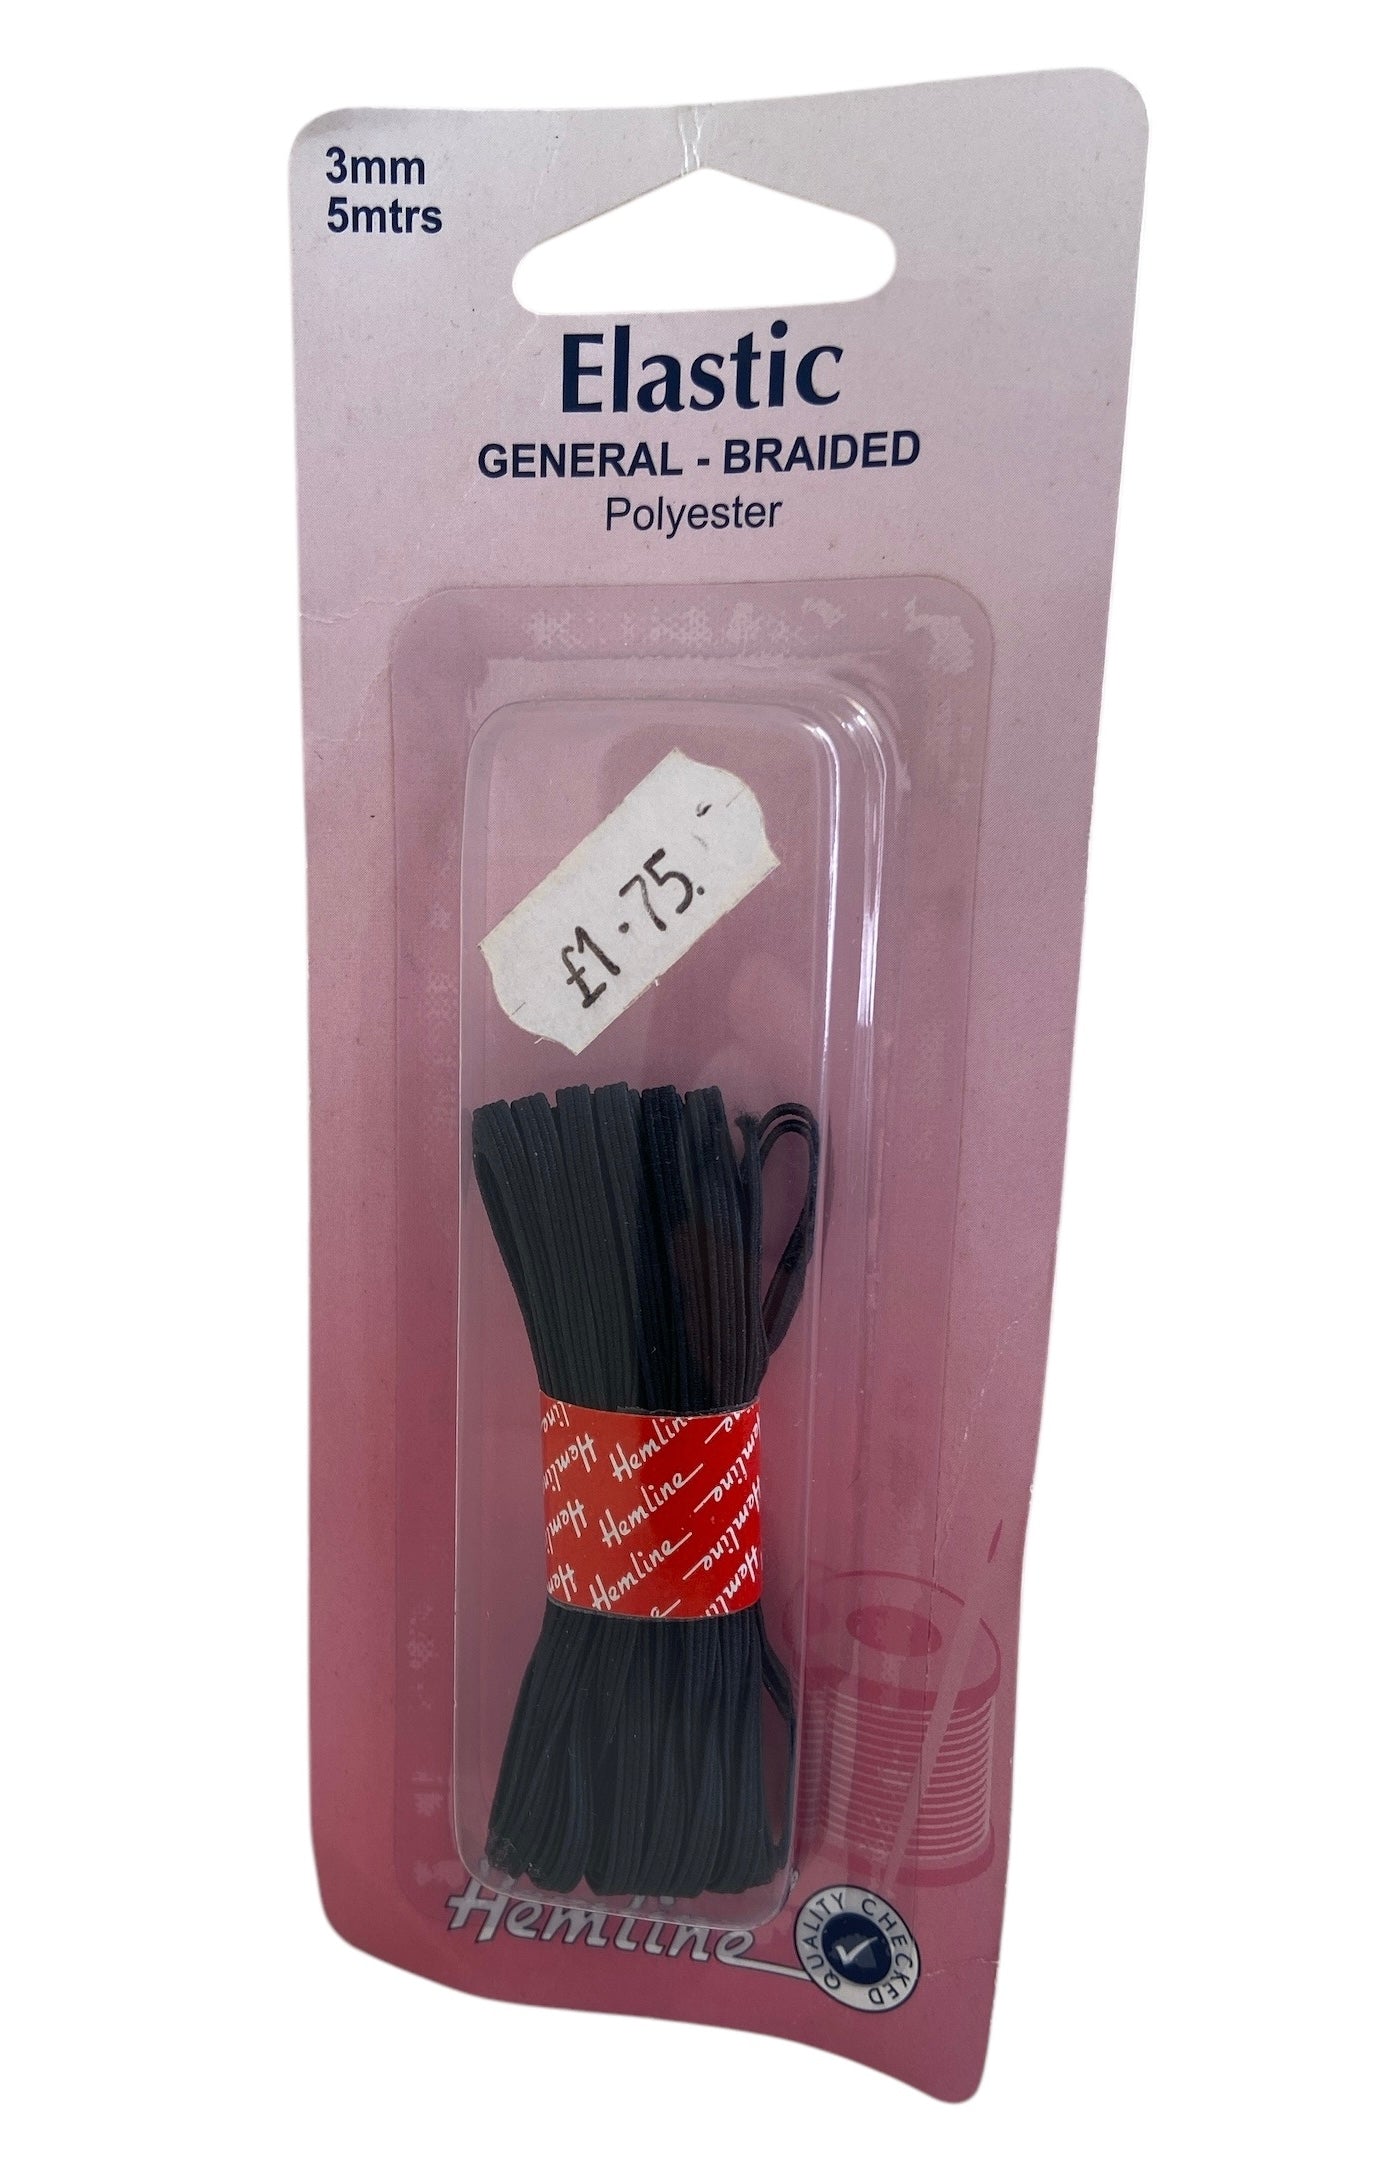 3mm
5mtrs
Elastic
GENERAL - BRAIDED
Polyester
£1.75.
Hemline
Hemline
Hemline
Hemline
QUALITY CHECKED